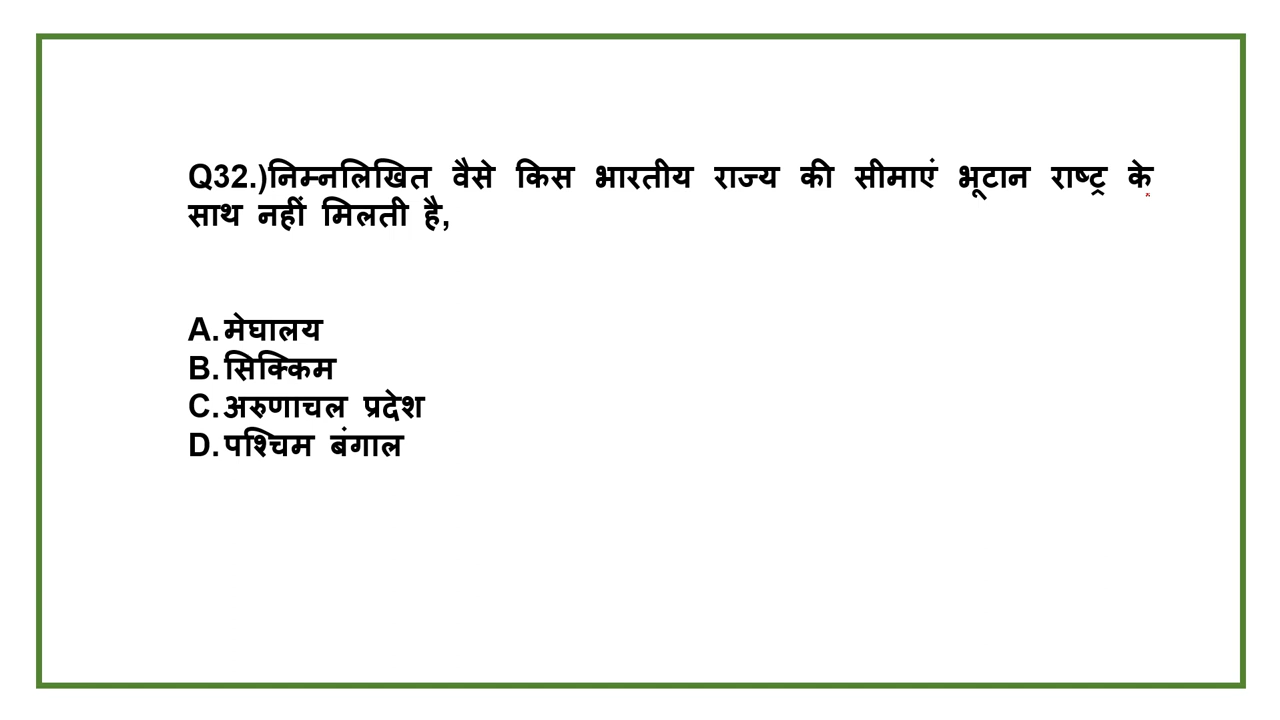 Q32.)निम्नलिखित वैसे किस भारतीय राज्य की सीमाएं भूटान राष्ट्र के
साथ नहीं मिलती है,
A.मेघालय
B.सिक्किम
C.अरुणाचल प्रदेश
D.पश्चिम बंगाल